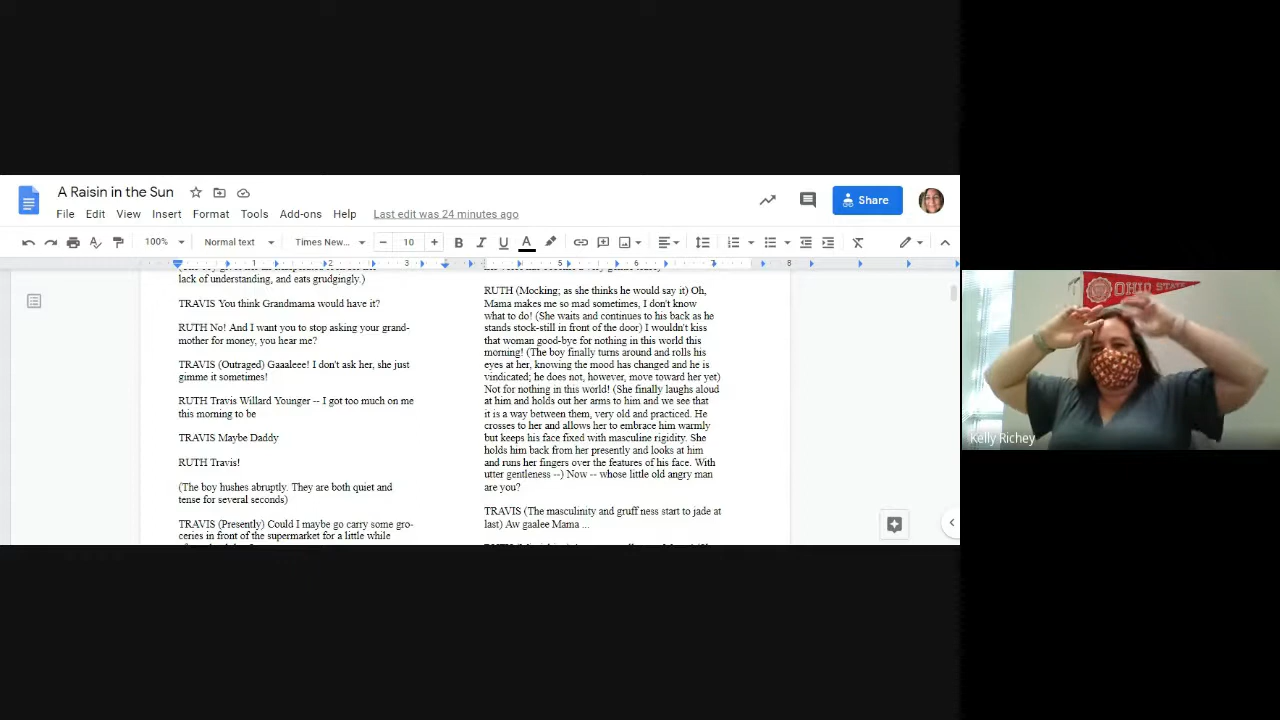 A Raisin in the Sun
File Edit View Insert Format Tools Add-ons Help Last edit was 24 minutes ago
Share
100% Normal text Times New... 10
1 2 3 5 6 8
lack of understanding, and eats grudgingly.)
TRAVIS You think Grandmama would have it?
RUTH No! And I want you to stop asking your grand-
mother for money, you hear me?
TRAVIS (Outraged) Gaaaleee! I don't ask her, she just
gimme it sometimes!
RUTH Travis Willard Younger -- I got too much on me
this morning to be
TRAVIS Maybe Daddy
RUTH Travis!
(The boy hushes abruptly. They are both quiet and
tense for several seconds)
TRAVIS (Presently) Could I maybe go carry some gro-
ceries in front of the supermarket for a little while
RUTH (Mocking; as she thinks he would say it) Oh,
Mama makes me so mad sometimes, I don't know
what to do! (She waits and continues to his back as he
stands stock-still in front of the door) I wouldn't kiss
that woman good-bye for nothing in this world this
morning! (The boy finally turns around and rolls his
eyes at her, knowing the mood has changed and he is
vindicated; he does not, however, move toward her yet)
Not for nothing in this world! (She finally laughs aloud
at him and holds out her arms to him and we see that
it is a way between them, very old and practiced. He
crosses to her and allows her to embrace him warmly
but keeps his face fixed with masculine rigidity. She
holds him back from her presently and looks at him
and runs her fingers over the features of his face. With
utter gentleness --) Now -- whose little old angry man
are you?
TRAVIS (The masculinity and gruff ness start to jade at
last) Aw gaalee Mama ...
OHIO STATE
Kelly Richey